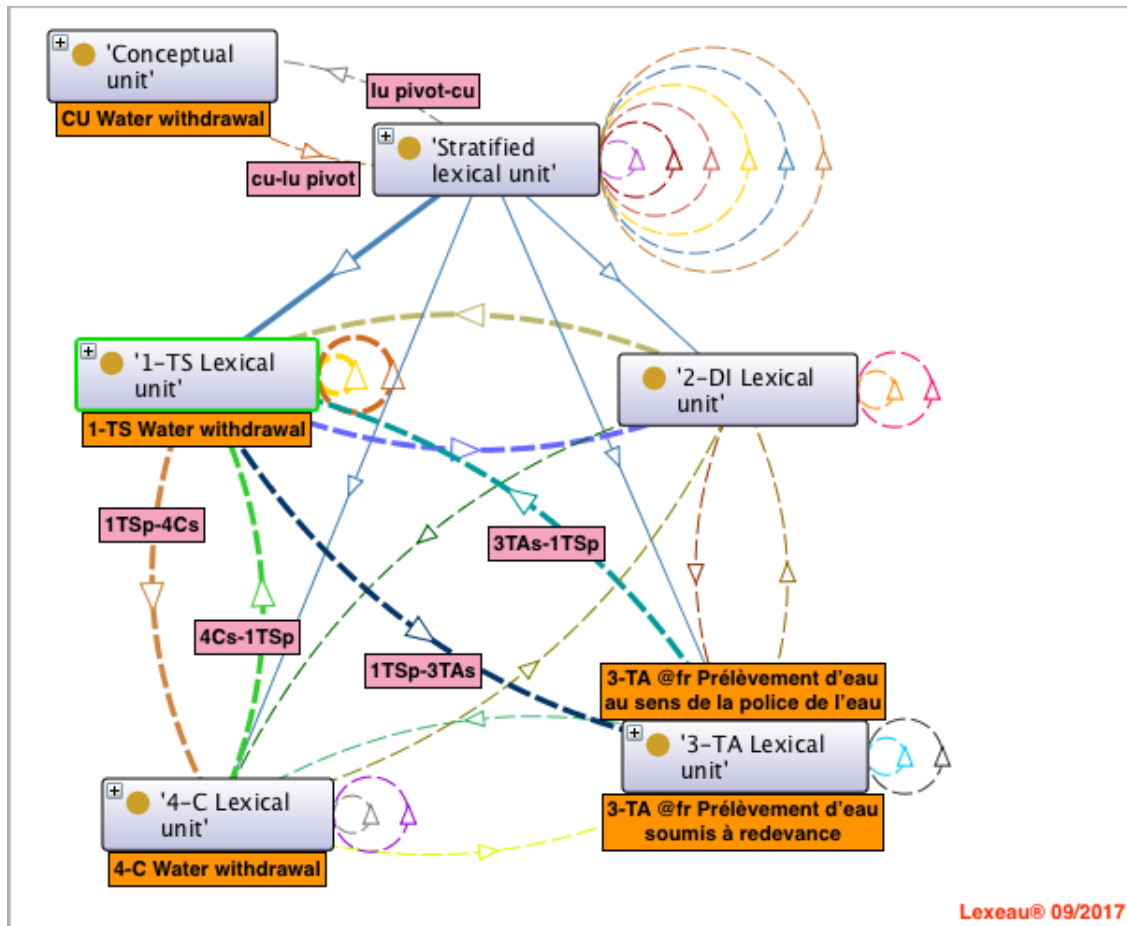 'Conceptual
unit'
CU Water withdrawal
lu pivot-cu
cu-lu pivot
'Stratified
lexical unit'
'1-TS Lexical
unit'
1-TS Water withdrawal
'2-DI Lexical
unit'
1TSp-4Cs
3TAs-1TSp
4Cs-1TSp
1TSp-3TAs
3-TA @fr Prélèvement d'eau
au sens de la police de l'eau
'3-TA Lexical
unit'
3-TA @fr Prélèvement d'eau
soumis à redevance
'4-C Lexical
unit'
4-C Water withdrawal
Lexeau® 09/2017